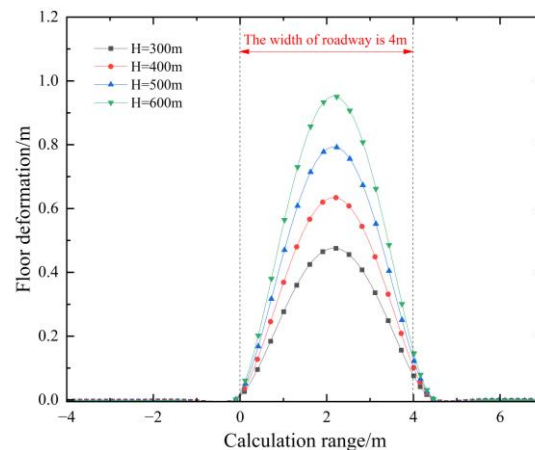 1.2
1.0
0.8
0.6
0.4
0.2
0.0
Floor deformation/m
H=300m
H=400m
H=500m
H=600m
The width of roadway is 4m
−4 −2 0 2 4 6
Calculation range/m